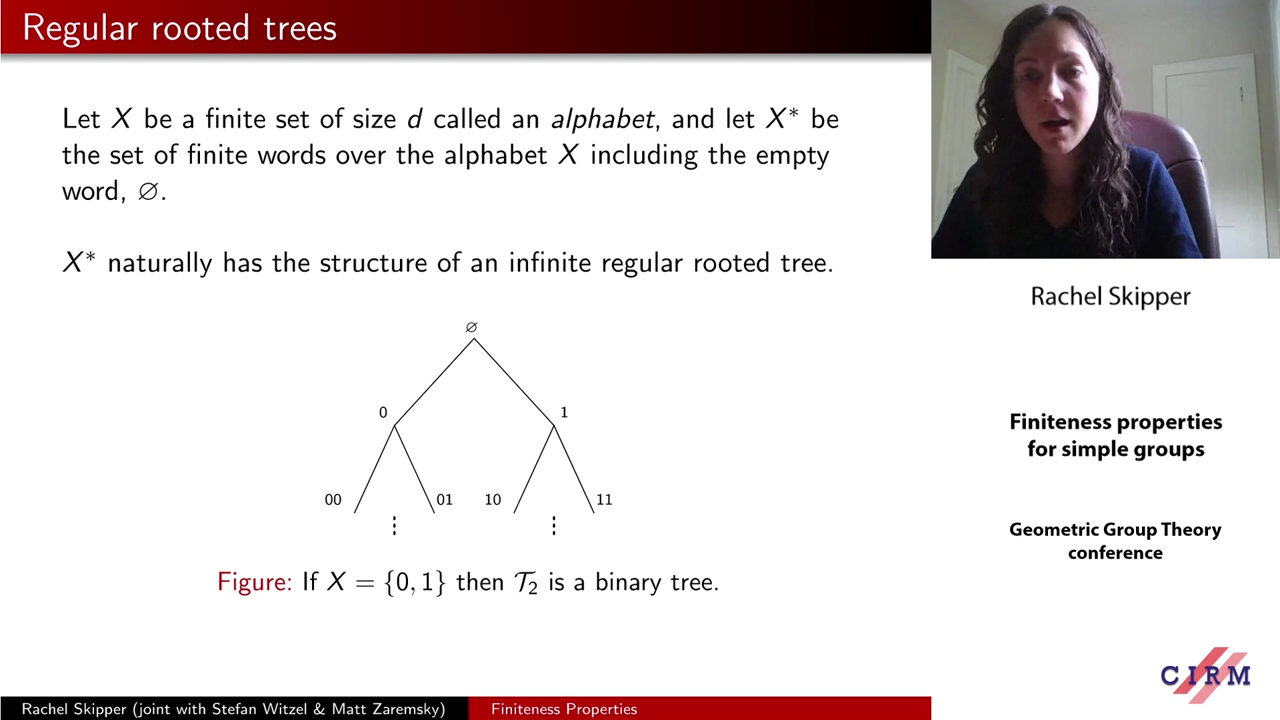 Regular rooted trees
Let X be a finite set of size d called an alphabet, and let X* be
the set of finite words over the alphabet X including the empty
word, ∅.
X* naturally has the structure of an infinite regular rooted tree.
∅
0
1
00
01
10
11
⋮
⋮
Figure: If X = {0, 1} then 𝒯₂ is a binary tree.
Rachel Skipper (joint with Stefan Witzel & Matt Zaremsky)
Finiteness Properties
Rachel Skipper
Finiteness properties
for simple groups
Geometric Group Theory
conference
CIRM